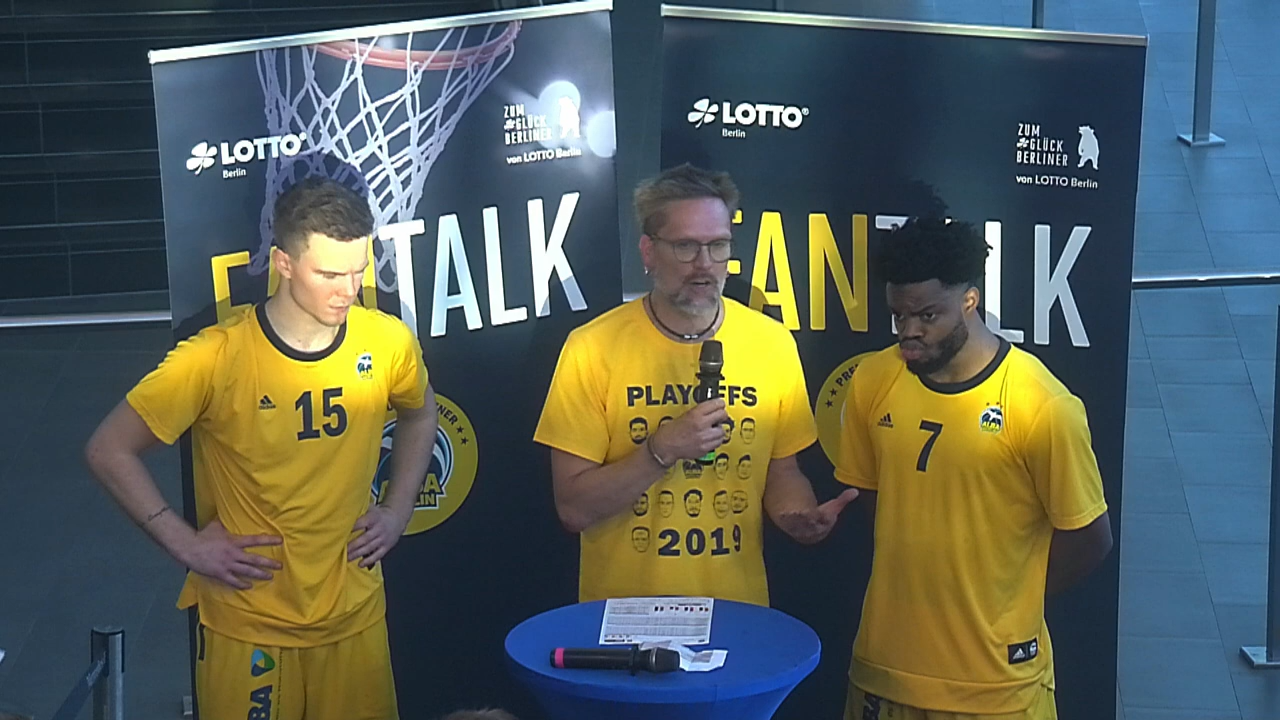 LOTTO®
Berlin
ZUM
GLÜCK
BERLINER
von LOTTO Berlin
TALK
LOTTO®
Berlin
ZUM
GLÜCK
BERLINER
von LOTTO Berlin
FAN
LK
15
PLAYOFFS
2019
7
ALBA